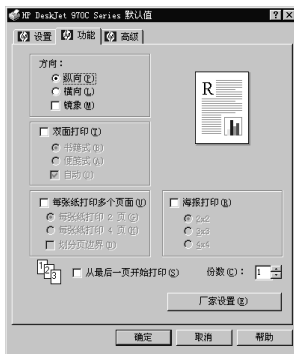 HP DeskJet 970C Series 默认值
设置 功能 高级
方向：
纵向(P)
横向(L)
镜象(M)
R
双面打印(T)
书籍式(B)
便笺式(A)
自动(U)
每张纸打印多个页面(U)
每张纸打印 2 页(G)
每张纸打印 4 页(Q)
划分页边界(D)
海报打印(R)
2x2
3x3
4x4
1 2 3
从最后一页开始打印(S)
份数(C)： 1
厂家设置(E)
确定 取消 帮助